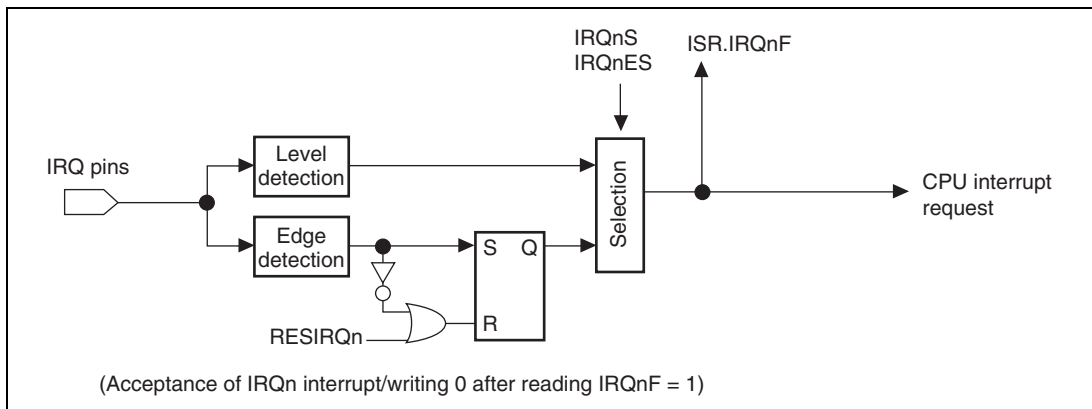 IRQnS
IRQnES
ISR.IRQnF
IRQ pins
Level
detection
Edge
detection
S Q
R
RESIRQn
Selection
CPU interrupt
request
(Acceptance of IRQn interrupt/writing 0 after reading IRQnF = 1)